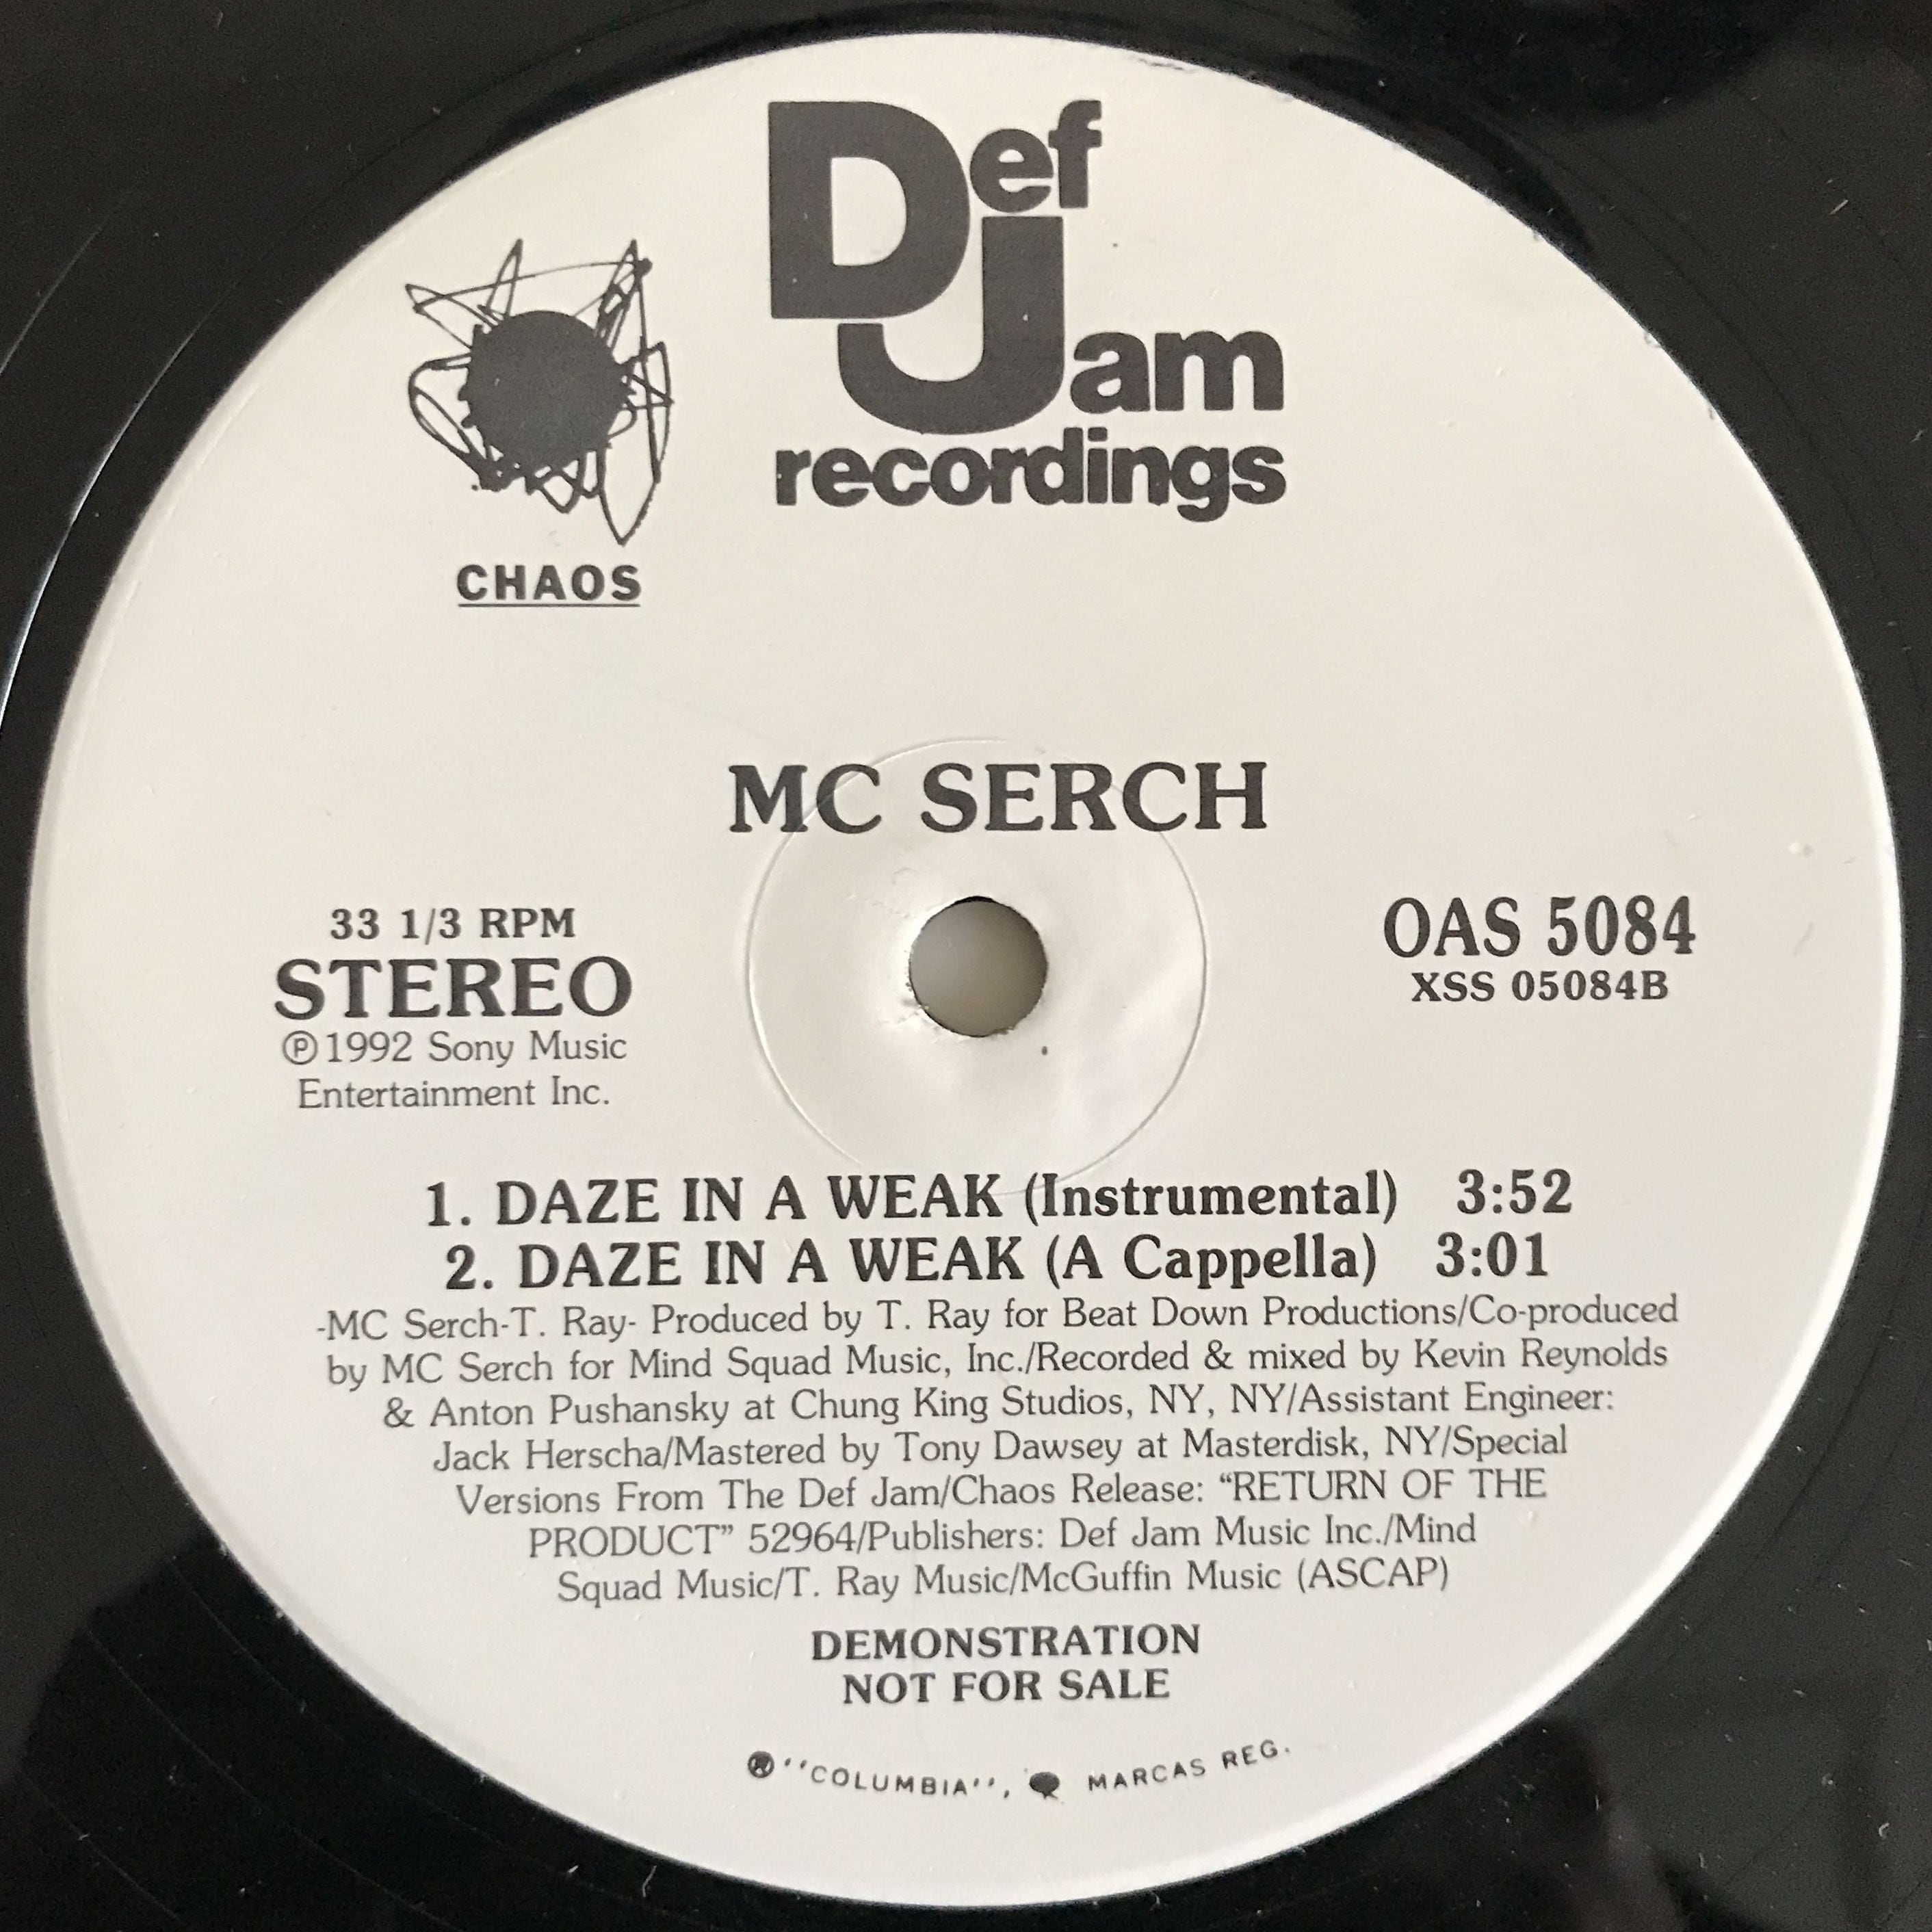 Def Jam
recordings
CHAOS
MC SERCH
33 1/3 RPM
STEREO
℗1992 Sony Music
Entertainment Inc.
OAS 5084
XSS 05084B
1. DAZE IN A WEAK (Instrumental) 3:52
2. DAZE IN A WEAK (A Cappella) 3:01
-MC Serch-T. Ray- Produced by T. Ray for Beat Down Productions/Co-produced
by MC Serch for Mind Squad Music, Inc./Recorded & mixed by Kevin Reynolds
& Anton Pushansky at Chung King Studios, NY, NY/Assistant Engineer:
Jack Herscha/Mastered by Tony Dawsey at Masterdisk, NY/Special
Versions From The Def Jam/Chaos Release: “RETURN OF THE
PRODUCT” 52964/Publishers: Def Jam Music Inc./Mind
Squad Music/T. Ray Music/McGuffin Music (ASCAP)
DEMONSTRATION
NOT FOR SALE
® ''COLUMBIA'', MARCAS REG.